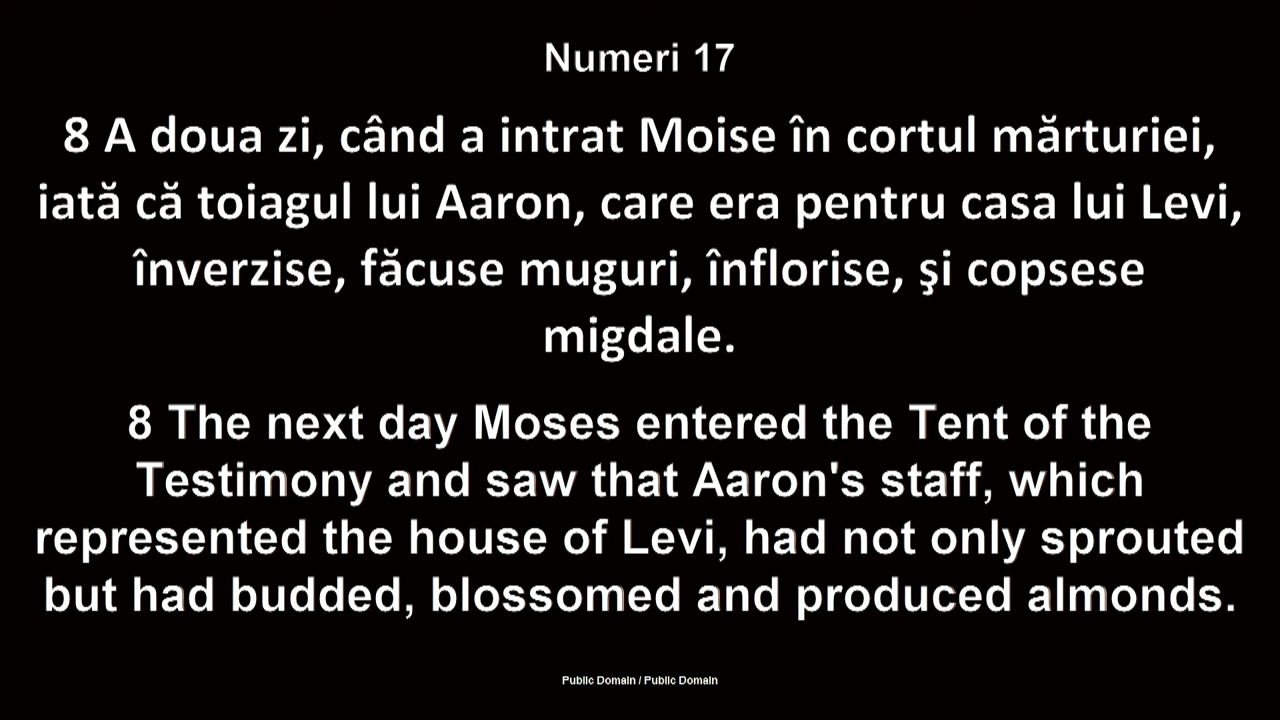 Numeri 17
8 A doua zi, când a intrat Moise în cortul mărturiei,
iată că toiagul lui Aaron, care era pentru casa lui Levi,
înverzise, făcuse muguri, înflorise, şi copsese
migdale.
8 The next day Moses entered the Tent of the
Testimony and saw that Aaron's staff, which
represented the house of Levi, had not only sprouted
but had budded, blossomed and produced almonds.
Public Domain / Public Domain